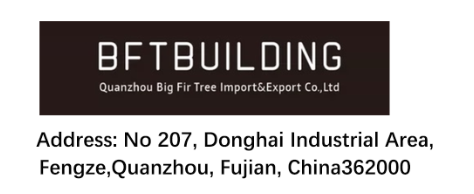 BFTBUILDING
Quanzhou Big Fir Tree Import&Export Co.,Ltd
Address: No 207, Donghai Industrial Area,
Fengze,Quanzhou, Fujian, China362000